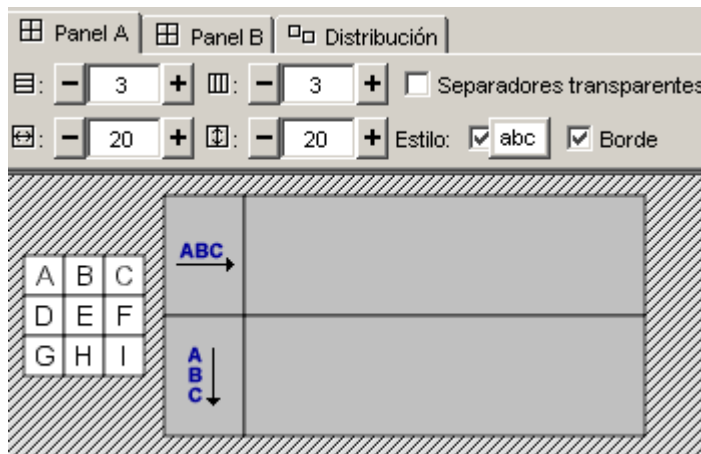 Panel A Panel B Distribución
: 3 : 3 Separadores transparentes
: 20 : 20 Estilo: abc Borde
ABC
A B C
D E F
G H I
A
B
C